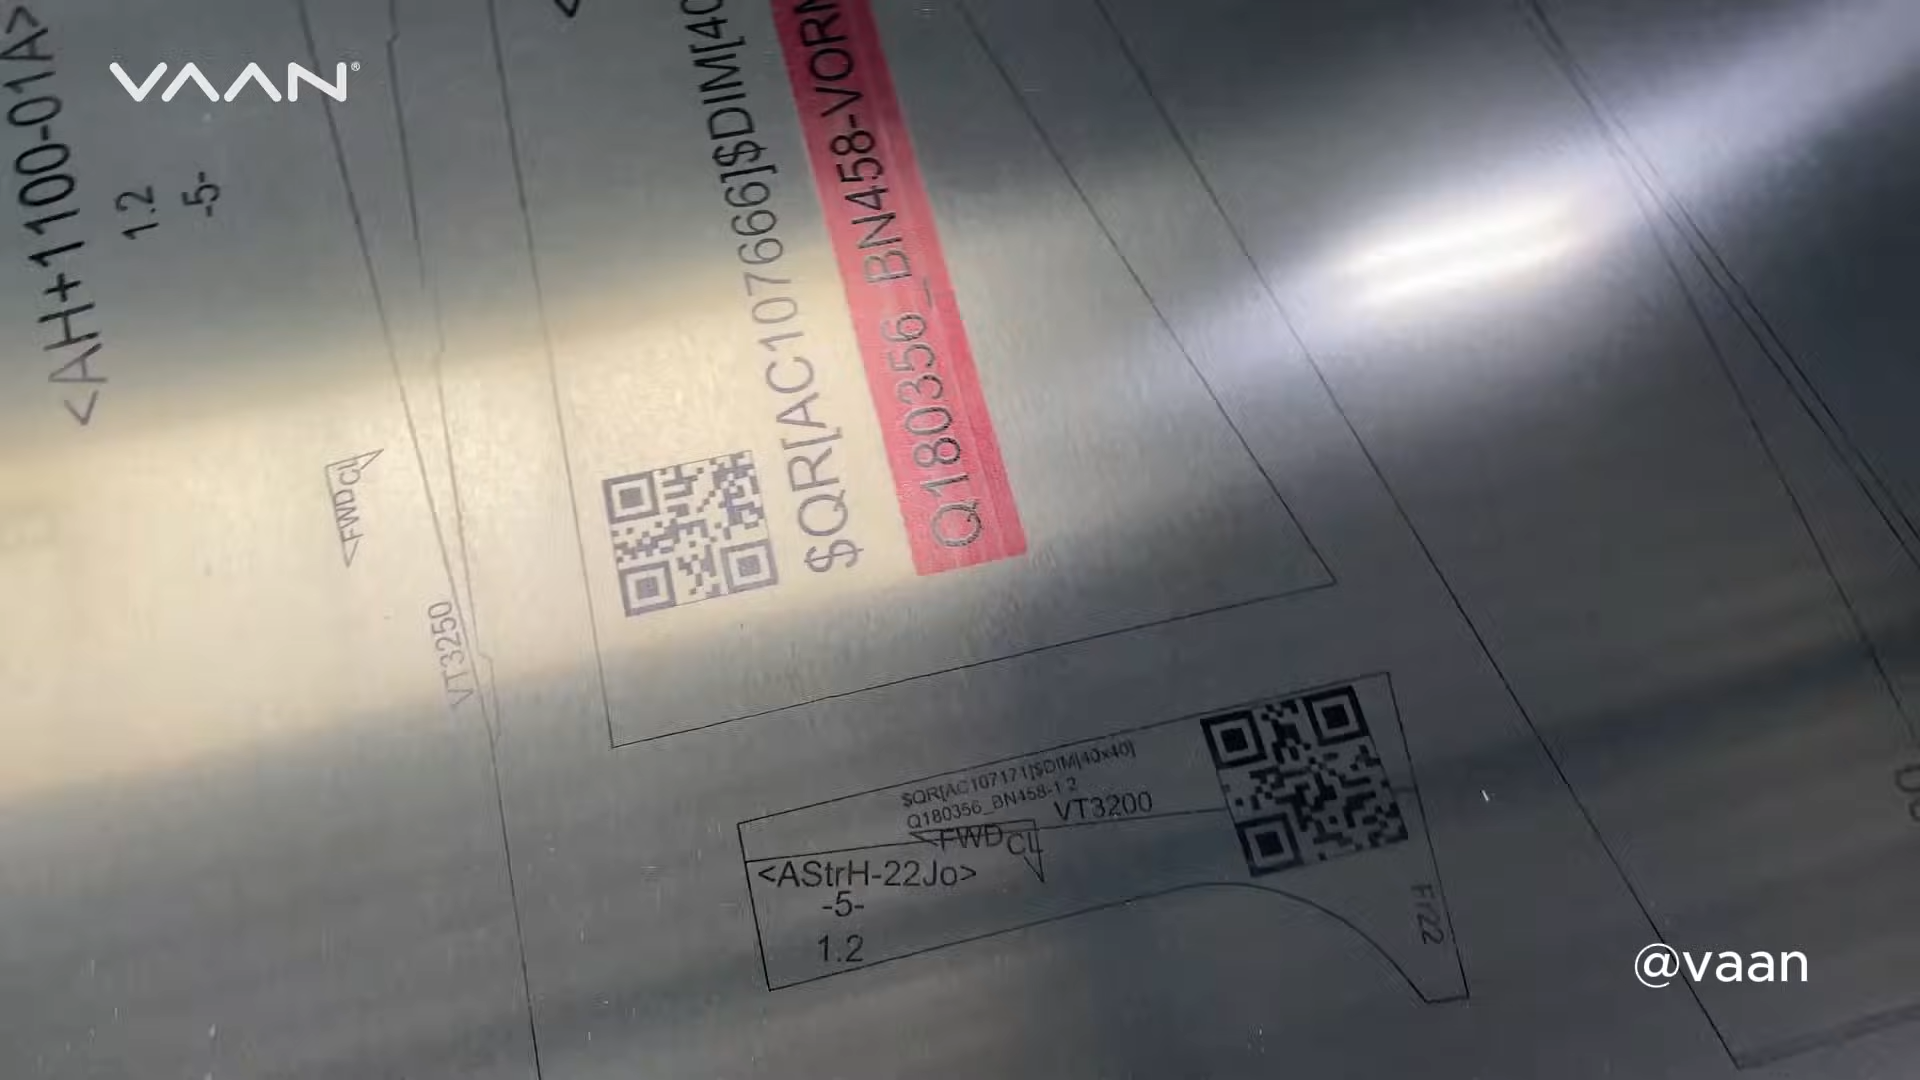 VAAN®
<AH+1100-01A>
1.2
-5-
<FWD CL
VT3250
$QR[AC107666]$DIM[40
Q180356_BN458-VORM
$QR[AC107171]$DIM[40x40]
Q180356_BN458-1.2
VT3200
<FWD CL
<AStrH-22Jo>
-5-
1.2
Fr22
@vaan